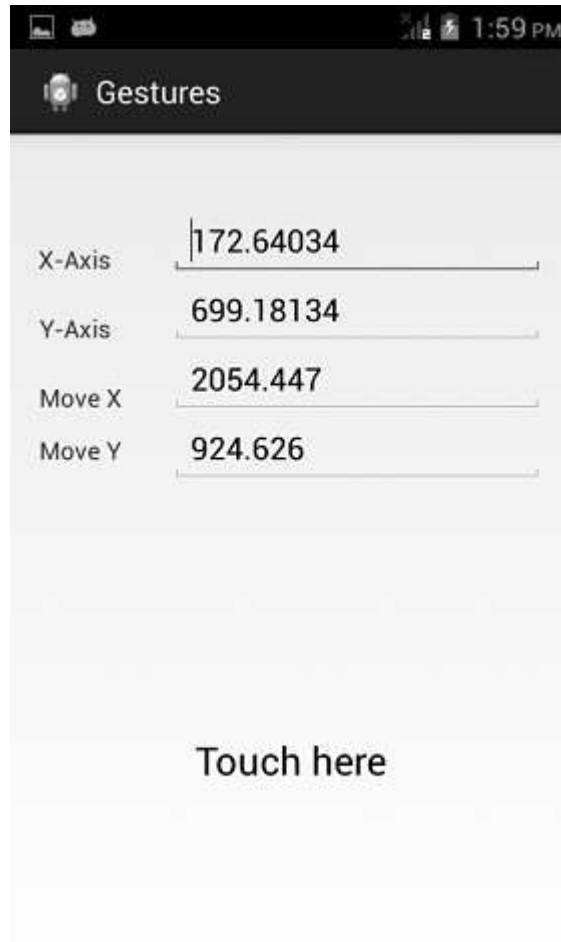 1:59 PM
Gestures
X-Axis 172.64034
Y-Axis 699.18134
Move X 2054.447
Move Y 924.626
Touch here